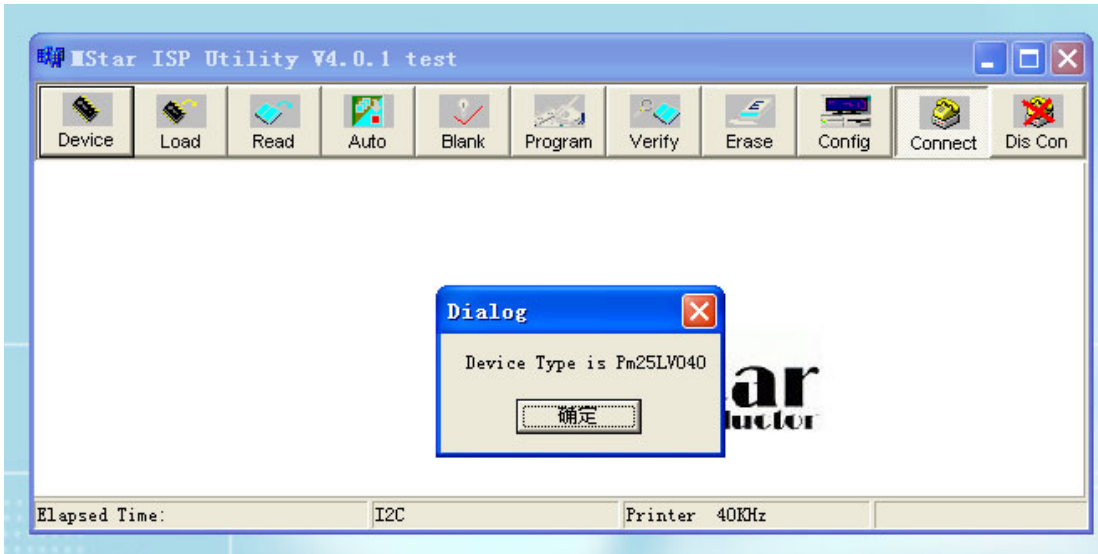 MStar ISP Utility V4.0.1 test
Device Load Read Auto Blank Program Verify Erase Config Connect Dis Con
Dialog
Device Type is Pm25LV040
确定
ar
ductor
Elapsed Time: I2C Printer 40KHz